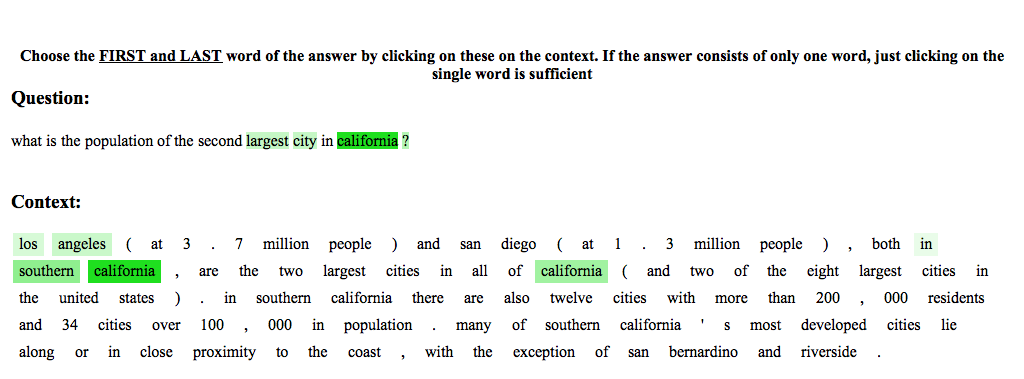 Choose the FIRST and LAST word of the answer by clicking on these on the context. If the answer consists of only one word, just clicking on the
single word is sufficient
Question:
what is the population of the second largest city in california ?
Context:
los angeles ( at 3 . 7 million people ) and san diego ( at 1 . 3 million people ) , both in
southern california , are the two largest cities in all of california ( and two of the eight largest cities in
the united states ) . in southern california there are also twelve cities with more than 200 , 000 residents
and 34 cities over 100 , 000 in population . many of southern california ' s most developed cities lie
along or in close proximity to the coast , with the exception of san bernardino and riverside .